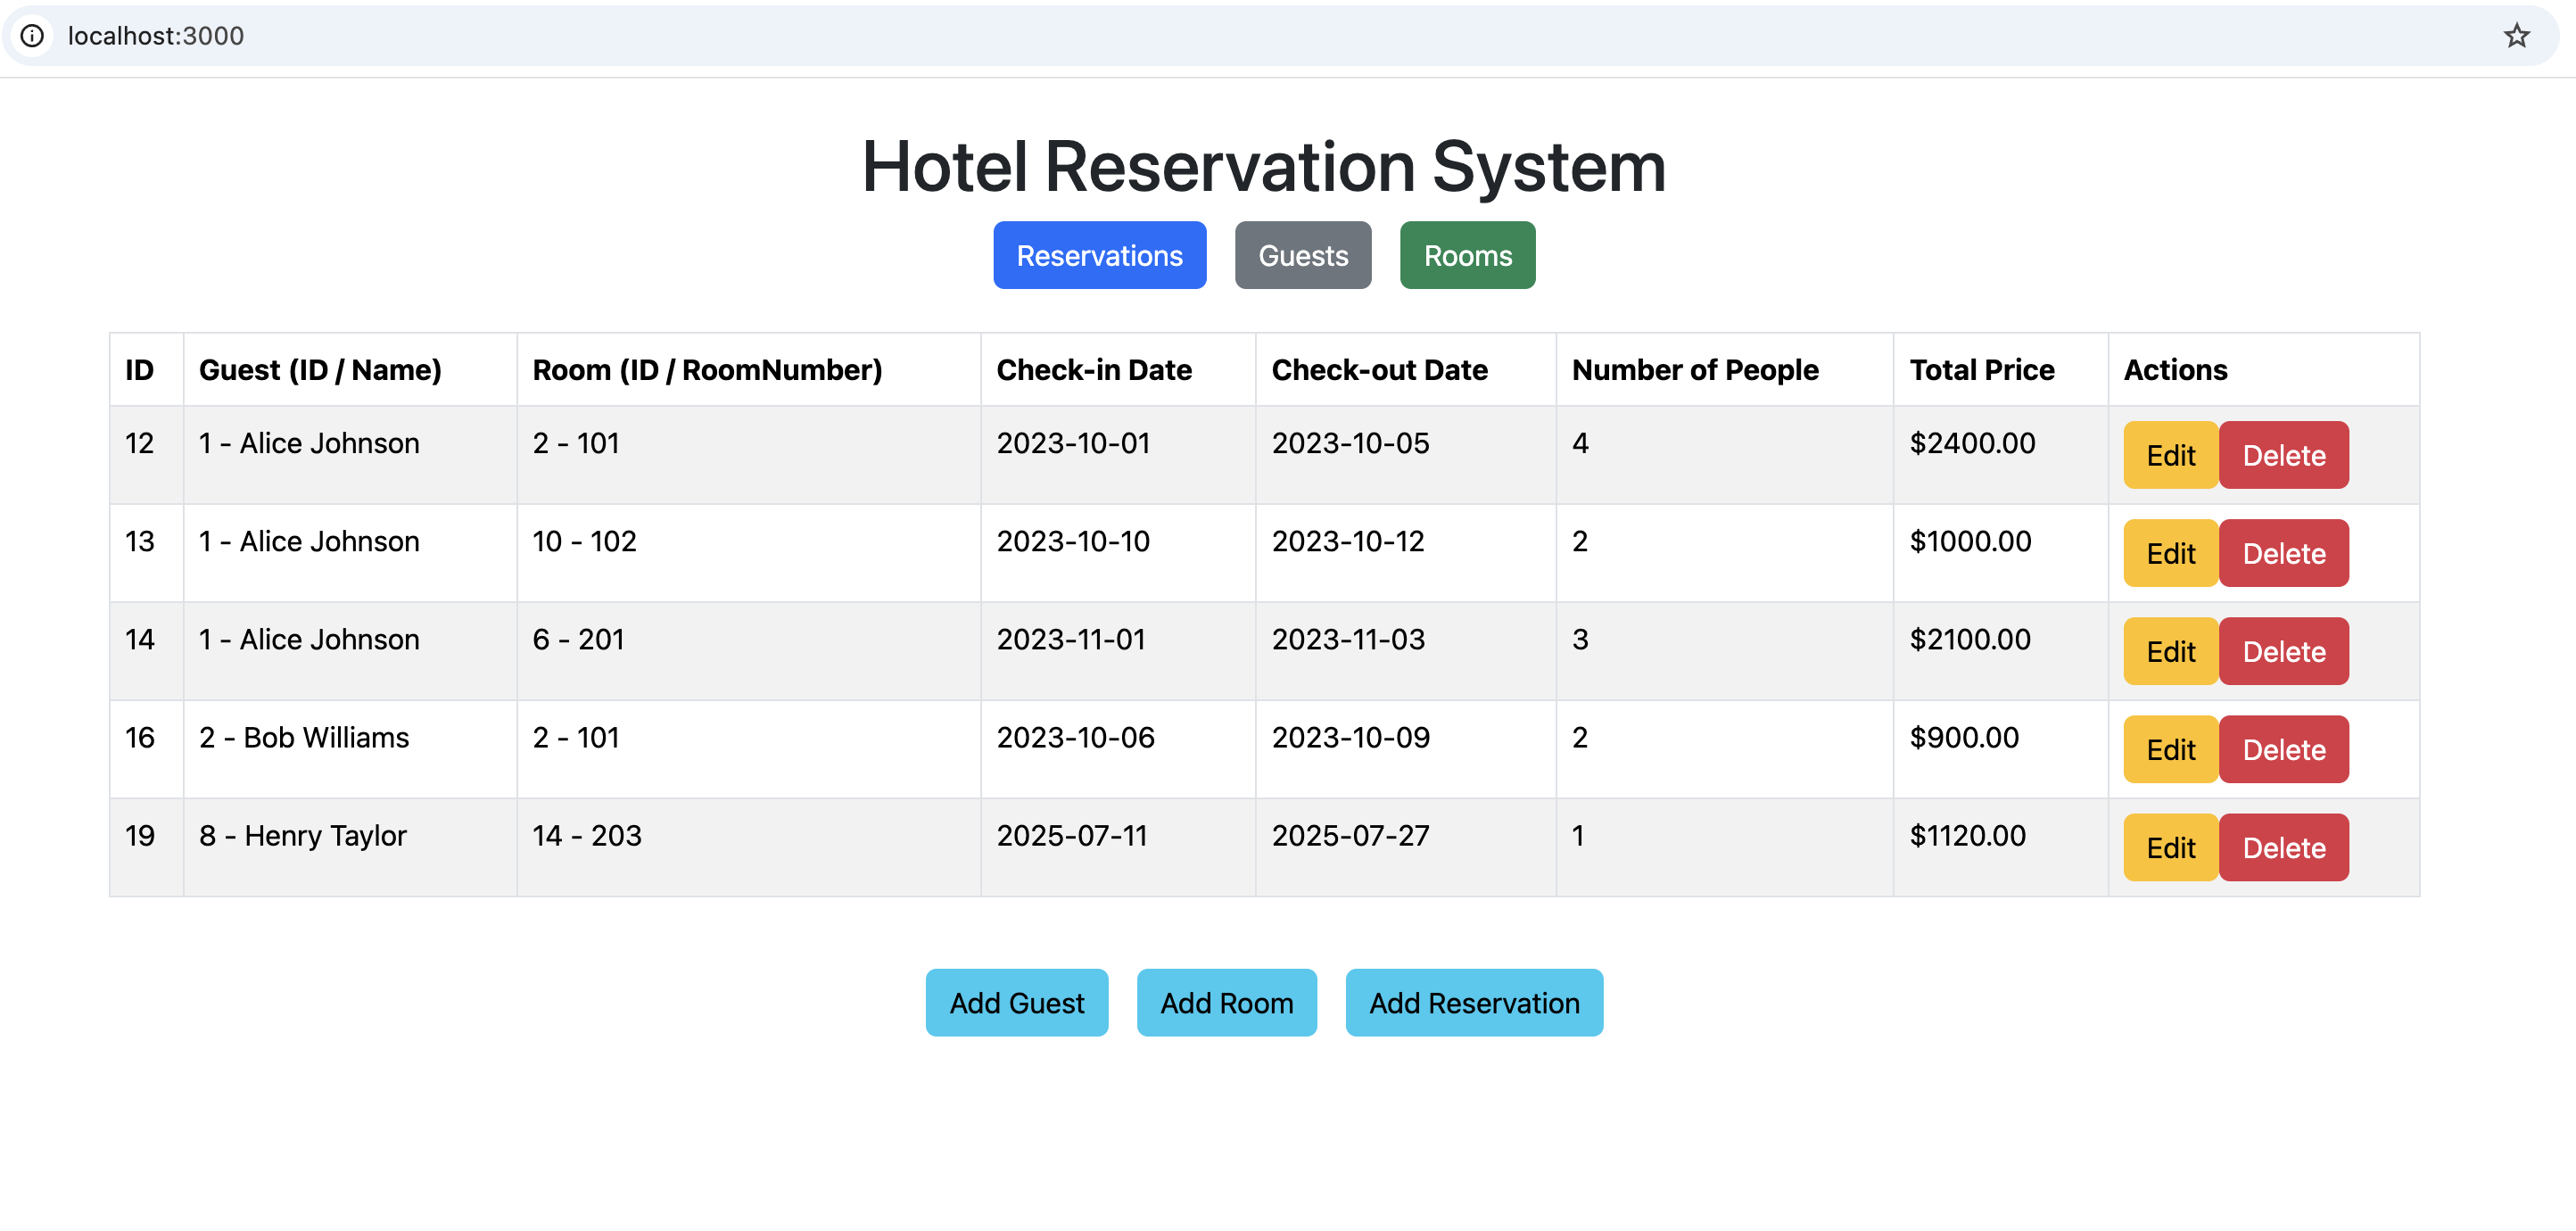 localhost:3000
Hotel Reservation System
Reservations Guests Rooms
ID Guest (ID / Name) Room (ID / RoomNumber) Check-in Date Check-out Date Number of People Total Price Actions
12 1 - Alice Johnson 2 - 101 2023-10-01 2023-10-05 4 $2400.00 Edit Delete
13 1 - Alice Johnson 10 - 102 2023-10-10 2023-10-12 2 $1000.00 Edit Delete
14 1 - Alice Johnson 6 - 201 2023-11-01 2023-11-03 3 $2100.00 Edit Delete
16 2 - Bob Williams 2 - 101 2023-10-06 2023-10-09 2 $900.00 Edit Delete
19 8 - Henry Taylor 14 - 203 2025-07-11 2025-07-27 1 $1120.00 Edit Delete
Add Guest Add Room Add Reservation